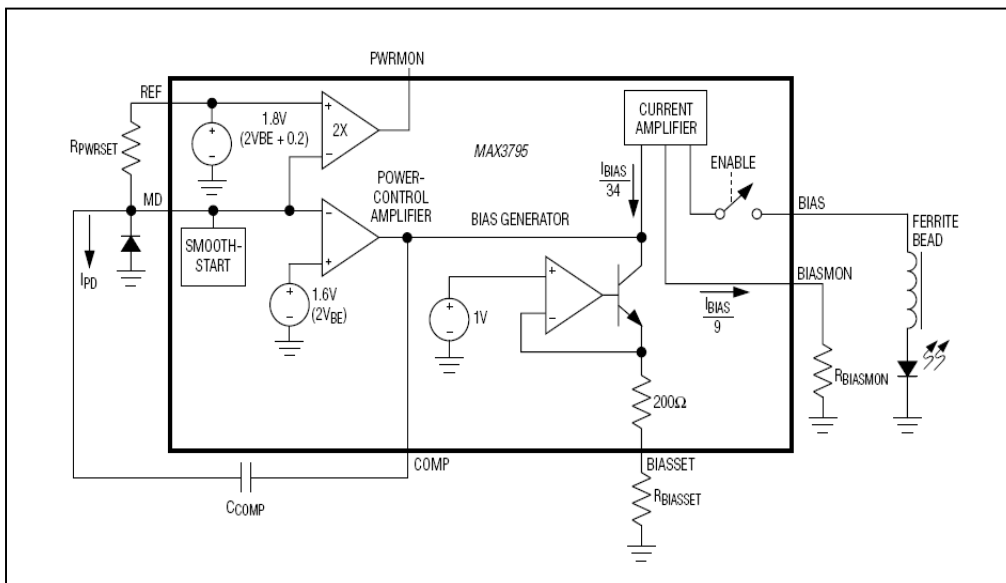 PWRMON
REF
1.8V
(2VBE + 0.2)
2X
CURRENT
AMPLIFIER
RPWRSET
MAX3795
IBIAS
34
ENABLE
MD
POWER-
CONTROL
AMPLIFIER
BIAS GENERATOR
BIAS
FERRITE
BEAD
SMOOTH-
START
IPD
1.6V
(2VBE)
1V
BIASMON
IBIAS
9
RBIASMON
200Ω
COMP
BIASSET
CCOMP
RBIASSET